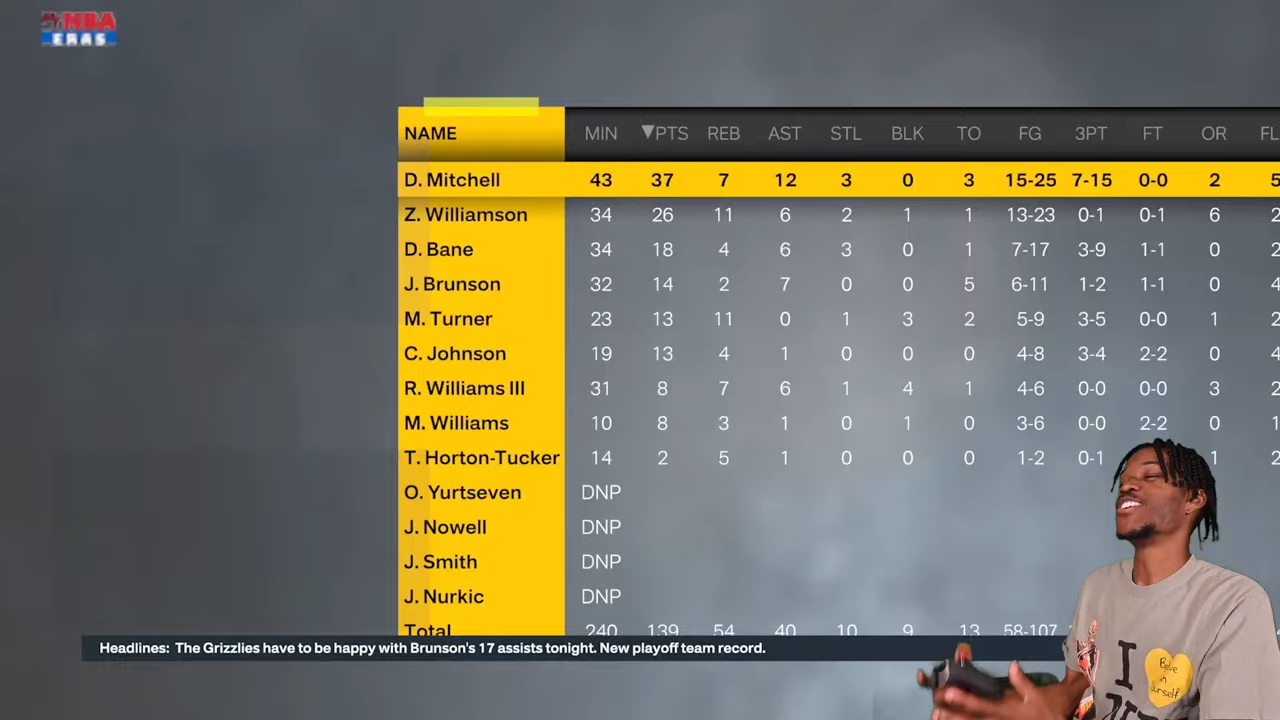 NBA
ERAS
NAME MIN ▼PTS REB AST STL BLK TO FG 3PT FT OR FL
D. Mitchell 43 37 7 12 3 0 3 15-25 7-15 0-0 2 5
Z. Williamson 34 26 11 6 2 1 1 13-23 0-1 0-1 6 2
D. Bane 34 18 4 6 3 0 1 7-17 3-9 1-1 0 2
J. Brunson 32 14 2 7 0 0 5 6-11 1-2 1-1 0 4
M. Turner 23 13 11 0 1 3 2 5-9 3-5 0-0 1 2
C. Johnson 19 13 4 1 0 0 0 4-8 3-4 2-2 0 4
R. Williams III 31 8 7 6 1 4 1 4-6 0-0 0-0 3 2
M. Williams 10 8 3 1 0 1 0 3-6 0-0 2-2 0 1
T. Horton-Tucker 14 2 5 1 0 0 0 1-2 0-1 1 2
O. Yurtseven DNP
J. Nowell DNP
J. Smith DNP
J. Nurkic DNP
Total 240 139 54 40 10 9 13 58-107
Headlines: The Grizzlies have to be happy with Brunson's 17 assists tonight. New playoff team record.
I
Believe
in
Yourself